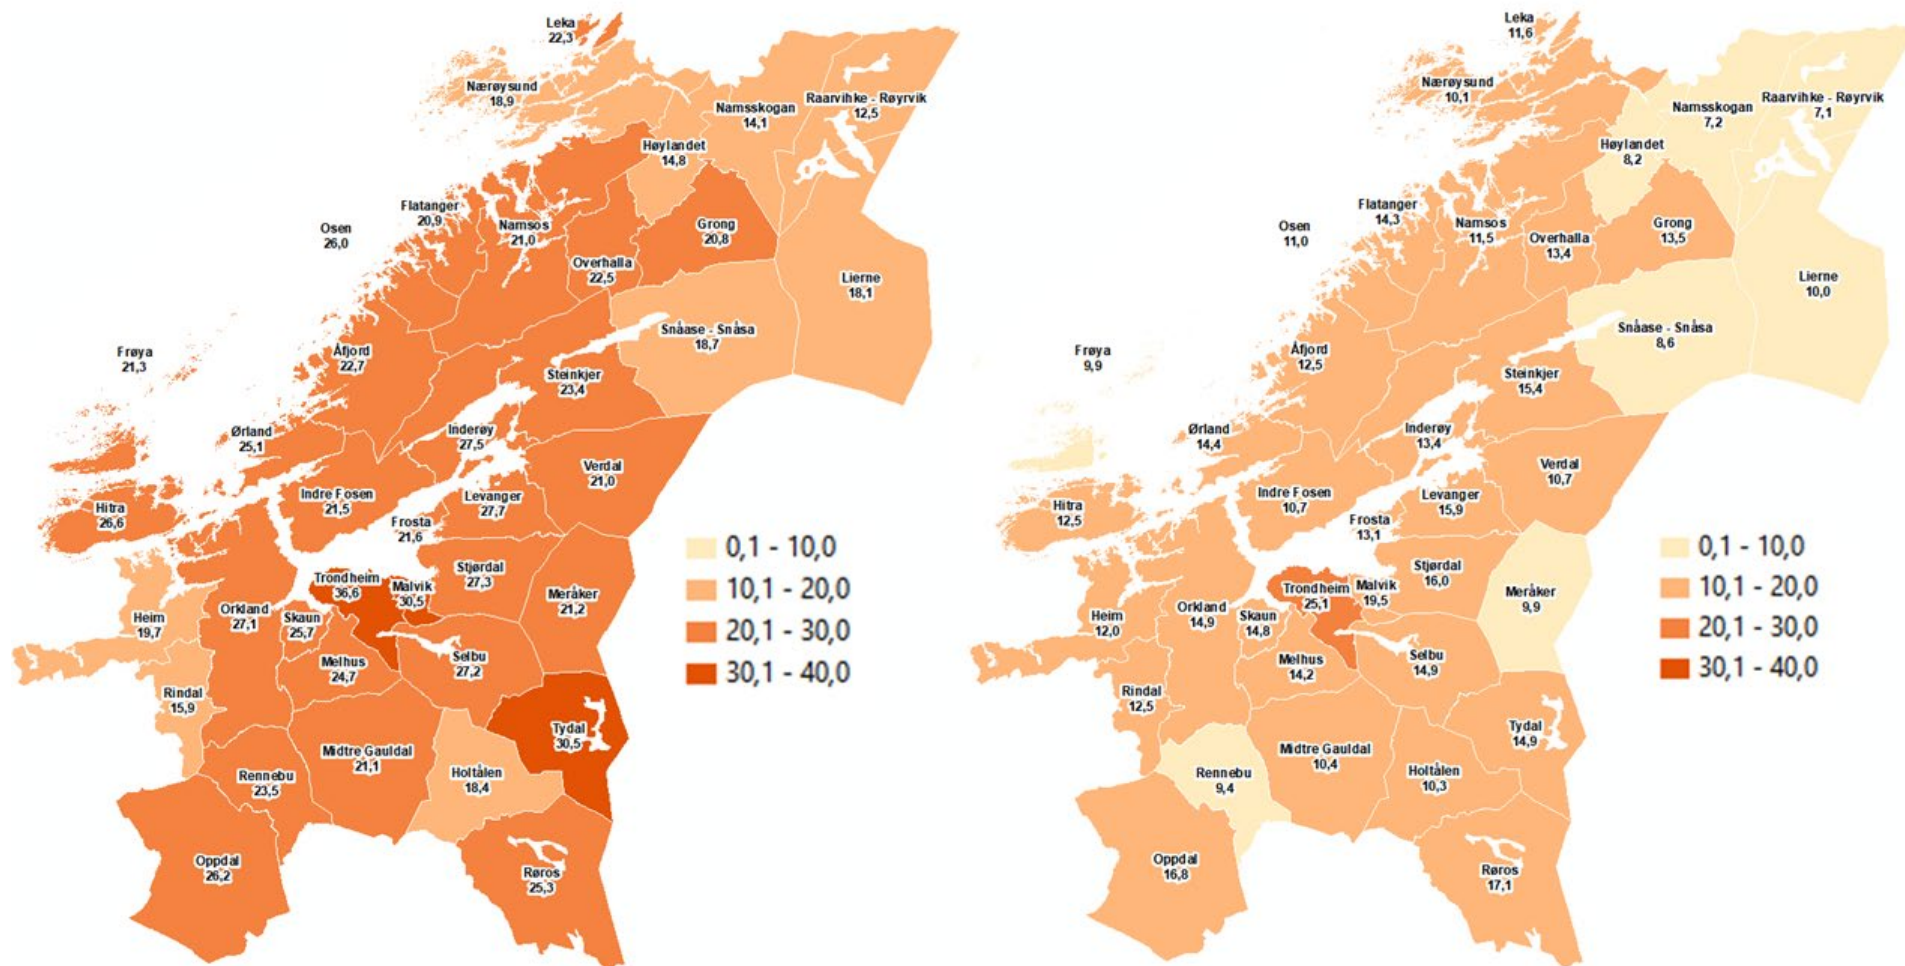 Leka
22,3
Nærøysund
18,9
Namsskogan
14,1
Raarvihke - Røyrvik
12,5
Høylandet
14,8
Flatanger
20,9
Osen
26,0
Namsos
21,0
Grong
20,8
Overhalla
22,5
Lierne
18,1
Snåase - Snåsa
18,7
Frøya
21,3
Åfjord
22,7
Steinkjer
23,4
Ørland
25,1
Inderøy
27,5
Verdal
21,0
Indre Fosen
21,5
Levanger
27,7
Hitra
26,6
Frosta
21,6
Trondheim
36,6
Malvik
30,5
Stjørdal
27,3
Meråker
21,2
Heim
19,7
Orkland
27,1
Skaun
25,7
Melhus
24,7
Selbu
27,2
Rindal
15,9
Tydal
30,5
Midtre Gauldal
21,1
Holtålen
18,4
Rennebu
23,5
Oppdal
26,2
Røros
25,3
0,1 - 10,0
10,1 - 20,0
20,1 - 30,0
30,1 - 40,0
Leka
11,6
Nærøysund
10,1
Namsskogan
7,2
Raarvihke - Røyrvik
7,1
Høylandet
8,2
Flatanger
14,3
Osen
11,0
Namsos
11,5
Grong
13,5
Overhalla
13,4
Lierne
10,0
Snåase - Snåsa
8,6
Frøya
9,9
Åfjord
12,5
Steinkjer
15,4
Ørland
14,4
Inderøy
13,4
Verdal
10,7
Indre Fosen
10,7
Levanger
15,9
Hitra
12,5
Frosta
13,1
Trondheim
25,1
Malvik
19,5
Stjørdal
16,0
Meråker
9,9
Heim
12,0
Orkland
14,9
Skaun
14,8
Melhus
14,2
Selbu
14,9
Rindal
12,5
Tydal
14,9
Midtre Gauldal
10,4
Holtålen
10,3
Rennebu
9,4
Oppdal
16,8
Røros
17,1
0,1 - 10,0
10,1 - 20,0
20,1 - 30,0
30,1 - 40,0